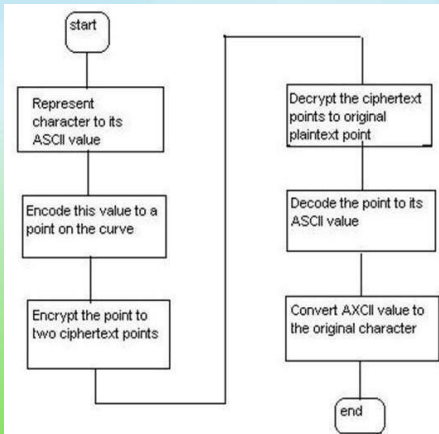 start
Represent
character to its
ASCII value
Encode this value to a
point on the curve
Encrypt the point to
two ciphertext points
Decrypt the ciphertext
points to original
plaintext point
Decode the point to its
ASCII value
Convert AXCII value to
the original character
end